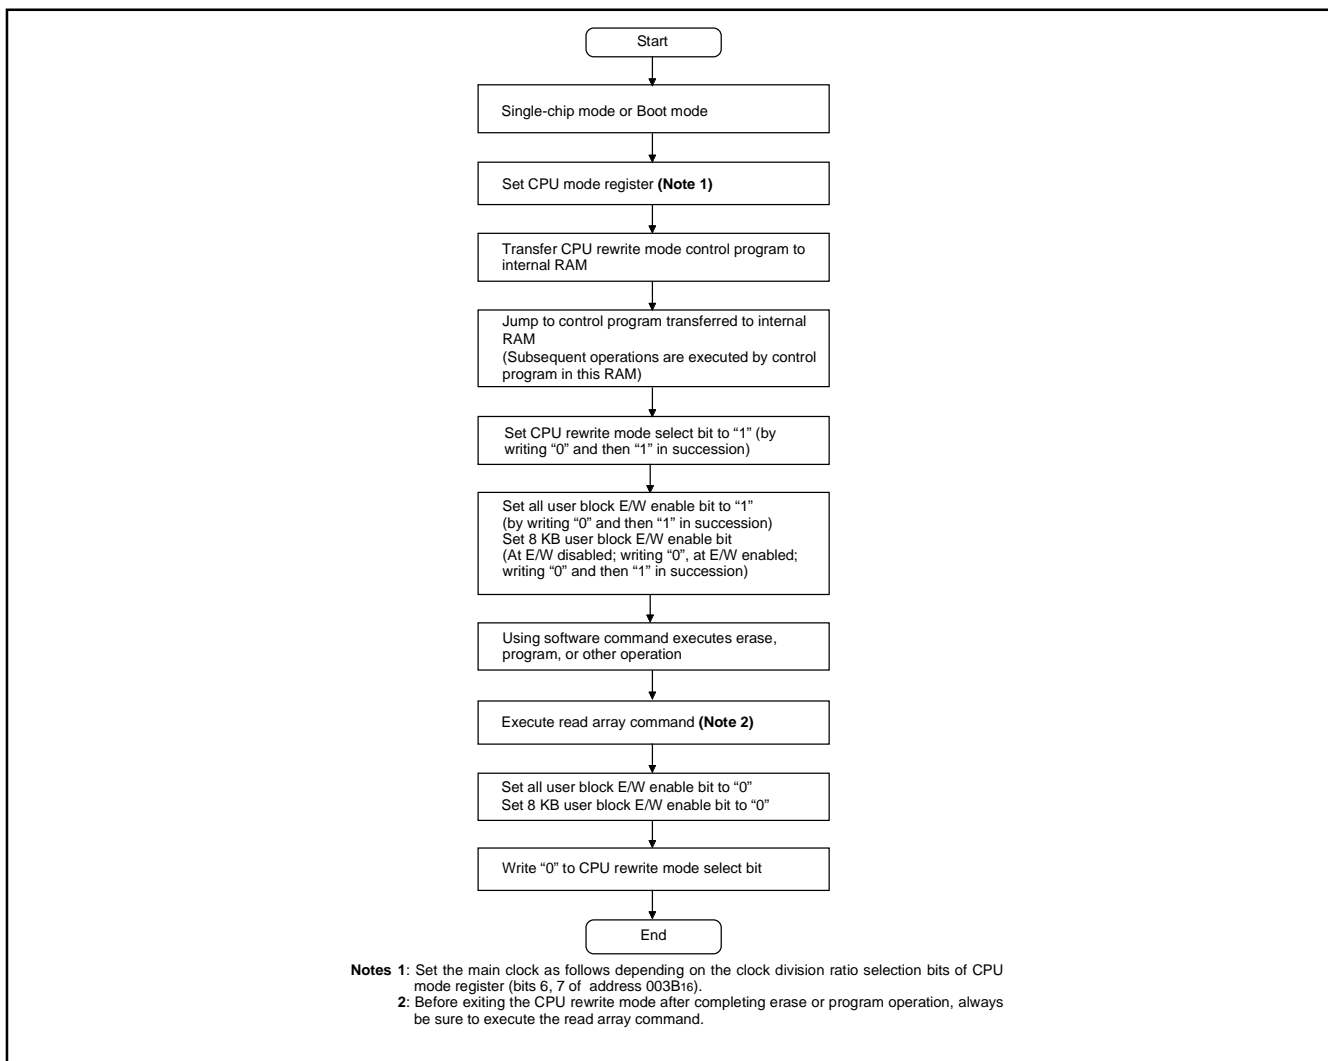 Start
Single-chip mode or Boot mode
Set CPU mode register (Note 1)
Transfer CPU rewrite mode control program to
internal RAM
Jump to control program transferred to internal
RAM
(Subsequent operations are executed by control
program in this RAM)
Set CPU rewrite mode select bit to “1” (by
writing “0” and then “1” in succession)
Set all user block E/W enable bit to “1”
(by writing “0” and then “1” in succession)
Set 8 KB user block E/W enable bit
(At E/W disabled; writing “0”, at E/W enabled;
writing “0” and then “1” in succession)
Using software command executes erase,
program, or other operation
Execute read array command (Note 2)
Set all user block E/W enable bit to “0”
Set 8 KB user block E/W enable bit to “0”
Write “0” to CPU rewrite mode select bit
End
Notes 1: Set the main clock as follows depending on the clock division ratio selection bits of CPU
mode register (bits 6, 7 of address 003B16).
2: Before exiting the CPU rewrite mode after completing erase or program operation, always
be sure to execute the read array command.